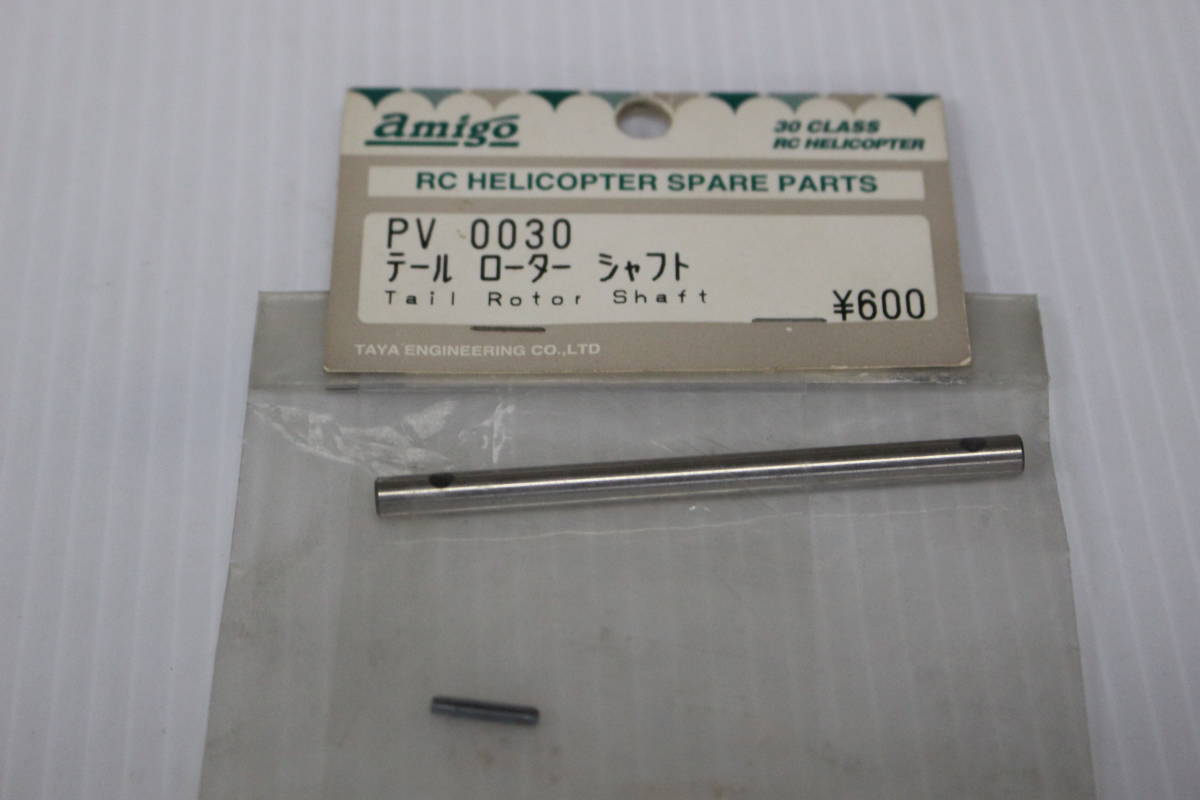 amigo
30 CLASS
RC HELICOPTER
RC HELICOPTER SPARE PARTS
PV 0030
テール ローター シャフト
Tail Rotor Shaft
¥600
TAYA ENGINEERING CO.,LTD